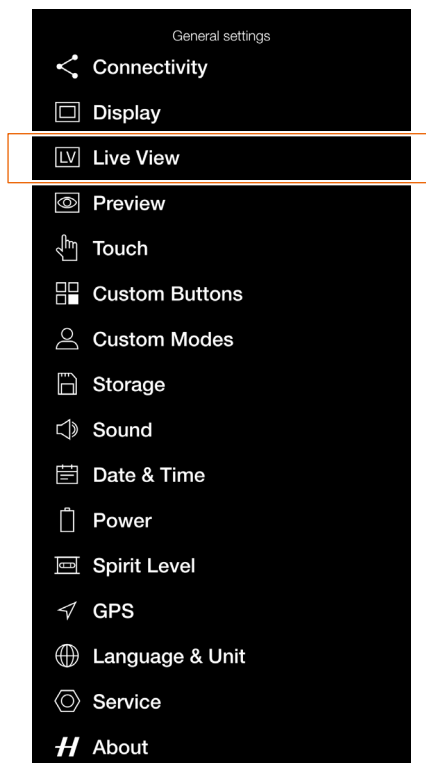 General settings
Connectivity
Display
LV Live View
Preview
Touch
Custom Buttons
Custom Modes
Storage
Sound
Date & Time
Power
Spirit Level
GPS
Language & Unit
Service
H About